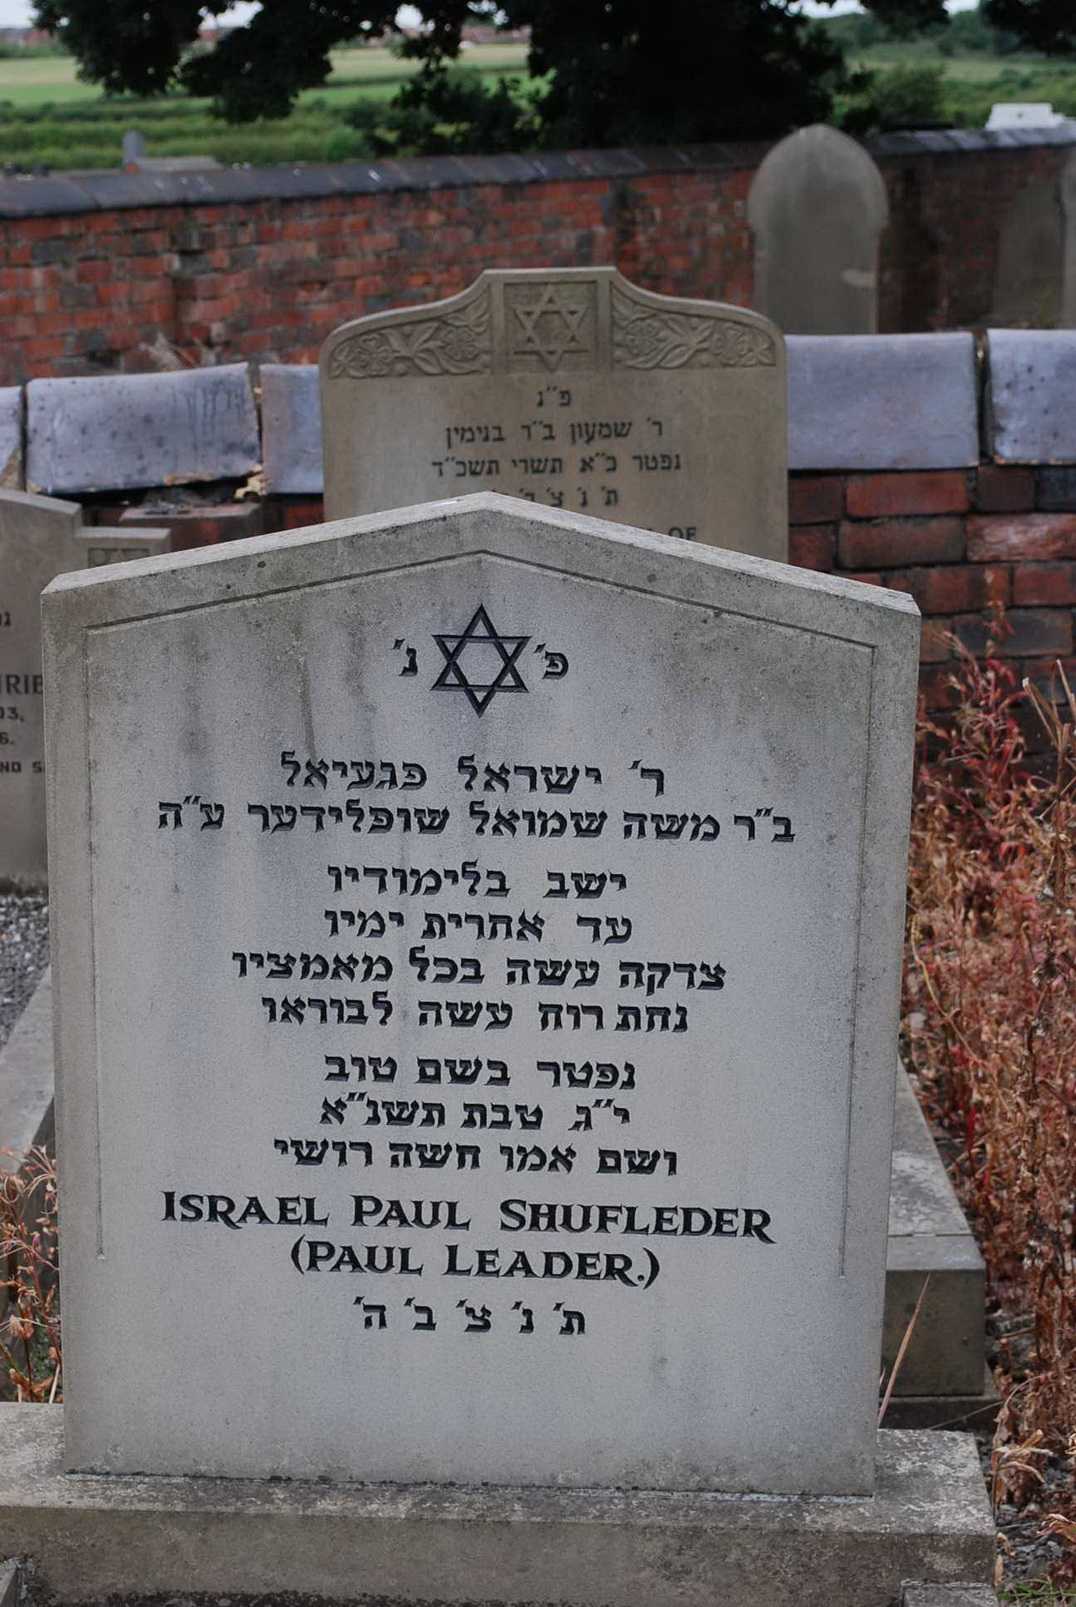 פ״נ
ר׳ שמעון ב״ר בנימין
נפטר כ״א תשרי תשכ״ד
ת׳ נ׳ צ׳ ב׳
OF
פ׳ נ׳
ר׳ ישראל פגעיאל
ב״ר משה שמואל שופלידער ע״ה
ישב בלימודיו
עד אחרית ימיו
צדקה עשה בכל מאמציו
נחת רוח עשה לבוראו
נפטר בשם טוב
י״ג טבת תשנ״א
ושם אמו חשה רושי
ISRAEL PAUL SHUFLEDER
(PAUL LEADER.)
ת׳ נ׳ צ׳ ב׳ ה׳